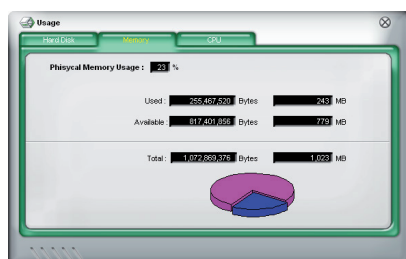 Usage
Hard Disk Memory CPU
Phisycal Memory Usage : 23 %
Used : 255,467,520 Bytes 243 MB
Available : 817,401,856 Bytes 779 MB
Total : 1,072,869,376 Bytes 1,023 MB